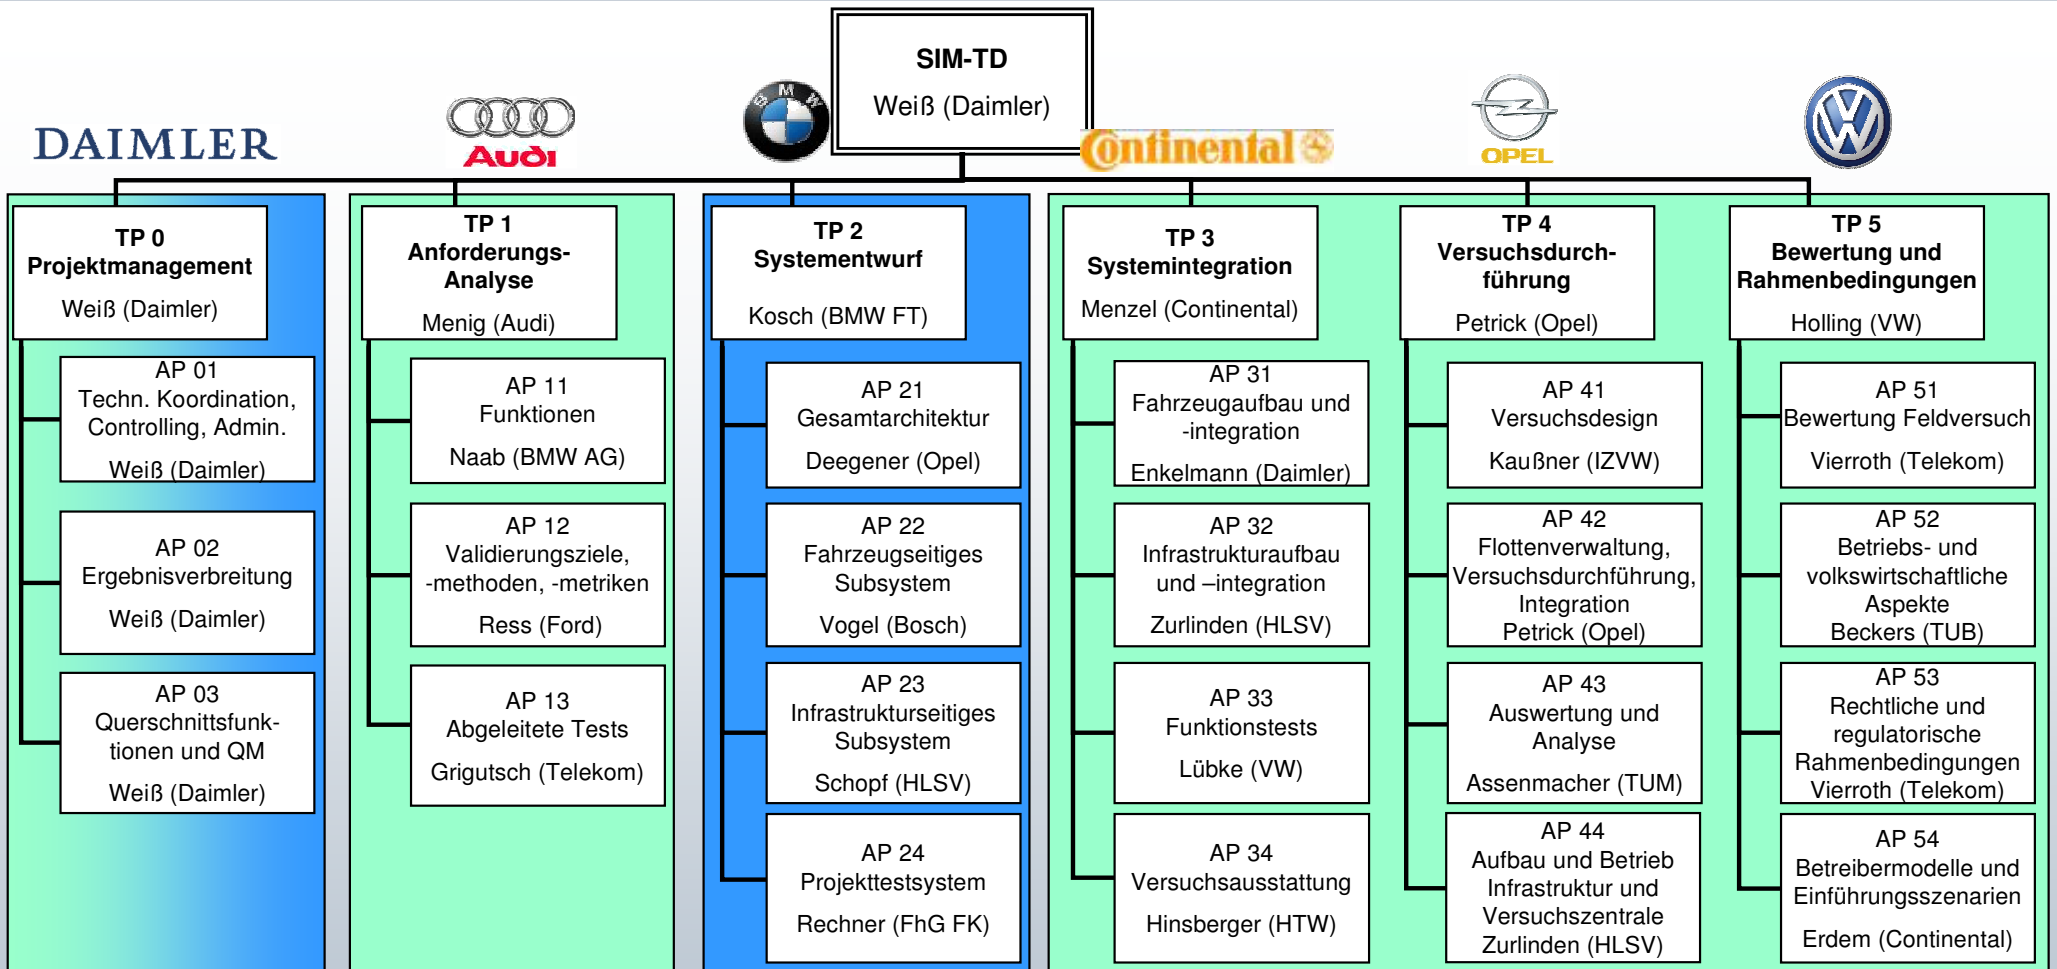 SIM-TD
Weiß (Daimler)
DAIMLER
Audi
BMW
Continental
OPEL
VW
TP 0
Projektmanagement
Weiß (Daimler)
AP 01
Techn. Koordination,
Controlling, Admin.
Weiß (Daimler)
AP 02
Ergebnisverbreitung
Weiß (Daimler)
AP 03
Querschnittsfunk-
tionen und QM
Weiß (Daimler)
TP 1
Anforderungs-
Analyse
Menig (Audi)
AP 11
Funktionen
Naab (BMW AG)
AP 12
Validierungsziele,
-methoden, -metriken
Ress (Ford)
AP 13
Abgeleitete Tests
Grigutsch (Telekom)
TP 2
Systementwurf
Kosch (BMW FT)
AP 21
Gesamtarchitektur
Deegener (Opel)
AP 22
Fahrzeugseitiges
Subsystem
Vogel (Bosch)
AP 23
Infrastrukturseitiges
Subsystem
Schopf (HLSV)
AP 24
Projekttestsystem
Rechner (FhG FK)
TP 3
Systemintegration
Menzel (Continental)
AP 31
Fahrzeugaufbau und
-integration
Enkelmann (Daimler)
AP 32
Infrastrukturaufbau
und –integration
Zurlinden (HLSV)
AP 33
Funktionstests
Lübke (VW)
AP 34
Versuchsausstattung
Hinsberger (HTW)
TP 4
Versuchsdurch-
führung
Petrick (Opel)
AP 41
Versuchsdesign
Kaußner (IZVW)
AP 42
Flottenverwaltung,
Versuchsdurchführung,
Integration
Petrick (Opel)
AP 43
Auswertung und
Analyse
Assenmacher (TUM)
AP 44
Aufbau und Betrieb
Infrastruktur und
Versuchszentrale
Zurlinden (HLSV)
TP 5
Bewertung und
Rahmenbedingungen
Holling (VW)
AP 51
Bewertung Feldversuch
Vierroth (Telekom)
AP 52
Betriebs- und
volkswirtschaftliche
Aspekte
Beckers (TUB)
AP 53
Rechtliche und
regulatorische
Rahmenbedingungen
Vierroth (Telekom)
AP 54
Betreibermodelle und
Einführungsszenarien
Erdem (Continental)